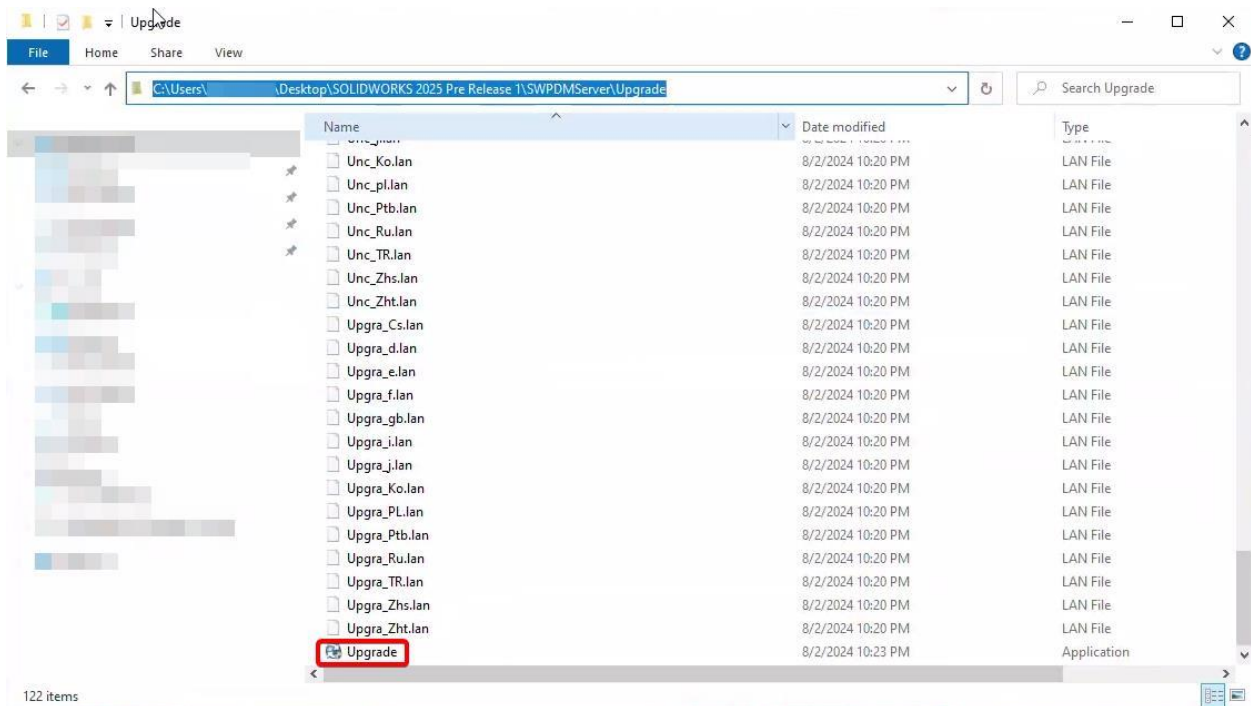 Upgrade
File Home Share View
C:\Users\ \Desktop\SOLIDWORKS 2025 Pre Release 1\SWPDMServer\Upgrade Search Upgrade
Name Date modified Type
Unc_Ko.lan 8/2/2024 10:20 PM LAN File
Unc_pl.lan 8/2/2024 10:20 PM LAN File
Unc_Ptb.lan 8/2/2024 10:20 PM LAN File
Unc_Ru.lan 8/2/2024 10:20 PM LAN File
Unc_TR.lan 8/2/2024 10:20 PM LAN File
Unc_Zhs.lan 8/2/2024 10:20 PM LAN File
Unc_Zht.lan 8/2/2024 10:20 PM LAN File
Upgra_Cs.lan 8/2/2024 10:20 PM LAN File
Upgra_d.lan 8/2/2024 10:20 PM LAN File
Upgra_e.lan 8/2/2024 10:20 PM LAN File
Upgra_f.lan 8/2/2024 10:20 PM LAN File
Upgra_gb.lan 8/2/2024 10:20 PM LAN File
Upgra_i.lan 8/2/2024 10:20 PM LAN File
Upgra_j.lan 8/2/2024 10:20 PM LAN File
Upgra_Ko.lan 8/2/2024 10:20 PM LAN File
Upgra_PL.lan 8/2/2024 10:20 PM LAN File
Upgra_Ptb.lan 8/2/2024 10:20 PM LAN File
Upgra_Ru.lan 8/2/2024 10:20 PM LAN File
Upgra_TR.lan 8/2/2024 10:20 PM LAN File
Upgra_Zhs.lan 8/2/2024 10:20 PM LAN File
Upgra_Zht.lan 8/2/2024 10:20 PM LAN File
Upgrade 8/2/2024 10:23 PM Application
122 items